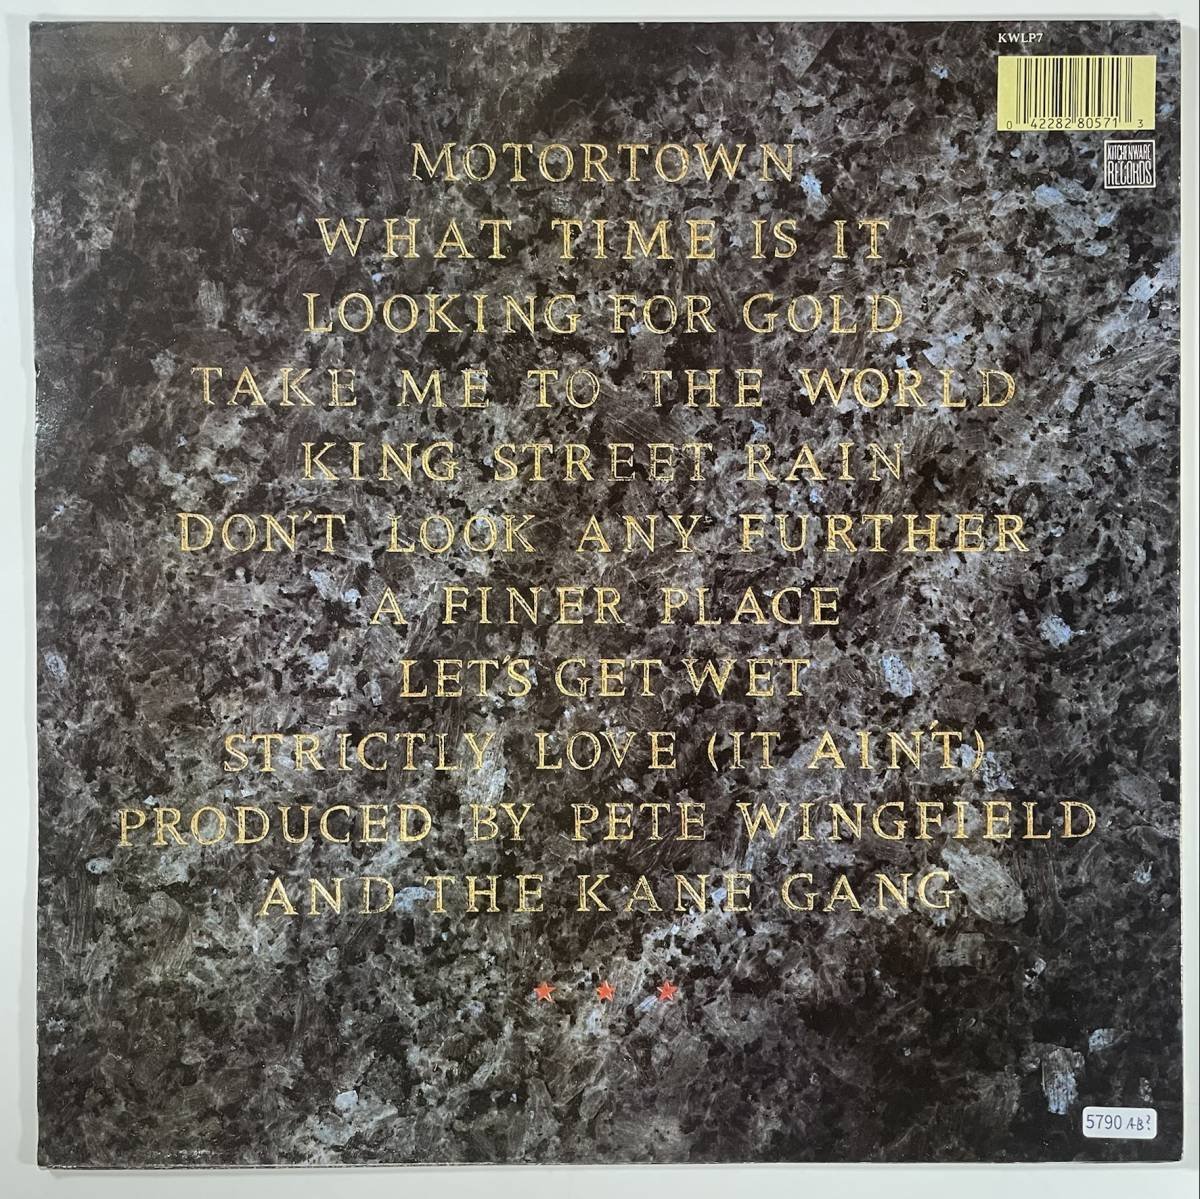 KWLP7
0 42282 80571 3
KITCHENWARE
RECORDS
MOTORTOWN
WHAT TIME IS IT
LOOKING FOR GOLD
TAKE ME TO THE WORLD
KING STREET RAIN
DON'T LOOK ANY FURTHER
A FINER PLACE
LET'S GET WET
STRICTLY LOVE (IT AIN'T)
PRODUCED BY PETE WINGFIELD
AND THE KANE GANG
5790 AB²